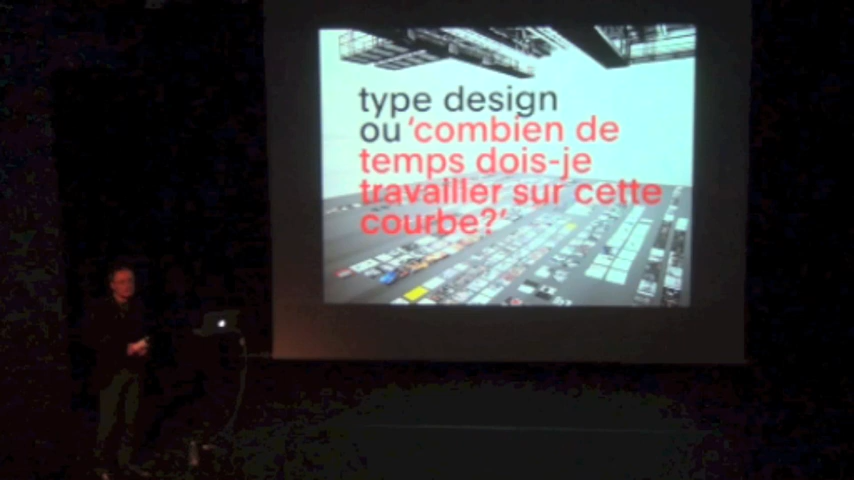 type design
ou ‘combien de
temps dois-je
travailler sur cette
courbe?’